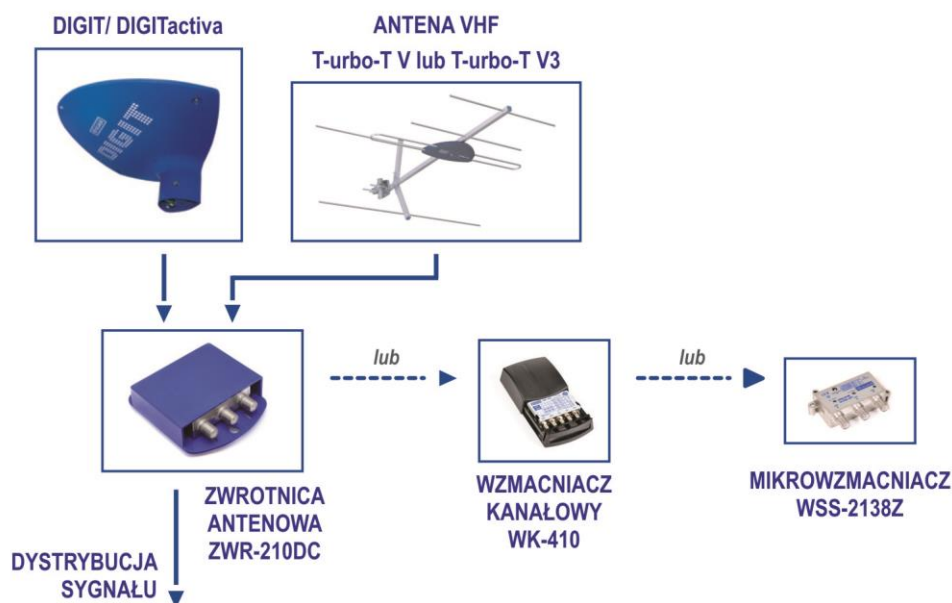 DIGIT/ DIGITactiva
ANTENA VHF
T-urbo-T V lub T-urbo-T V3
DIGIT
lub
lub
ZWROTNICA
ANTENOWA
ZWR-210DC
WZMACNIACZ
KANAŁOWY
WK-410
MIKROWZMACNIACZ
WSS-2138Z
DYSTRYBUCJA
SYGNAŁU